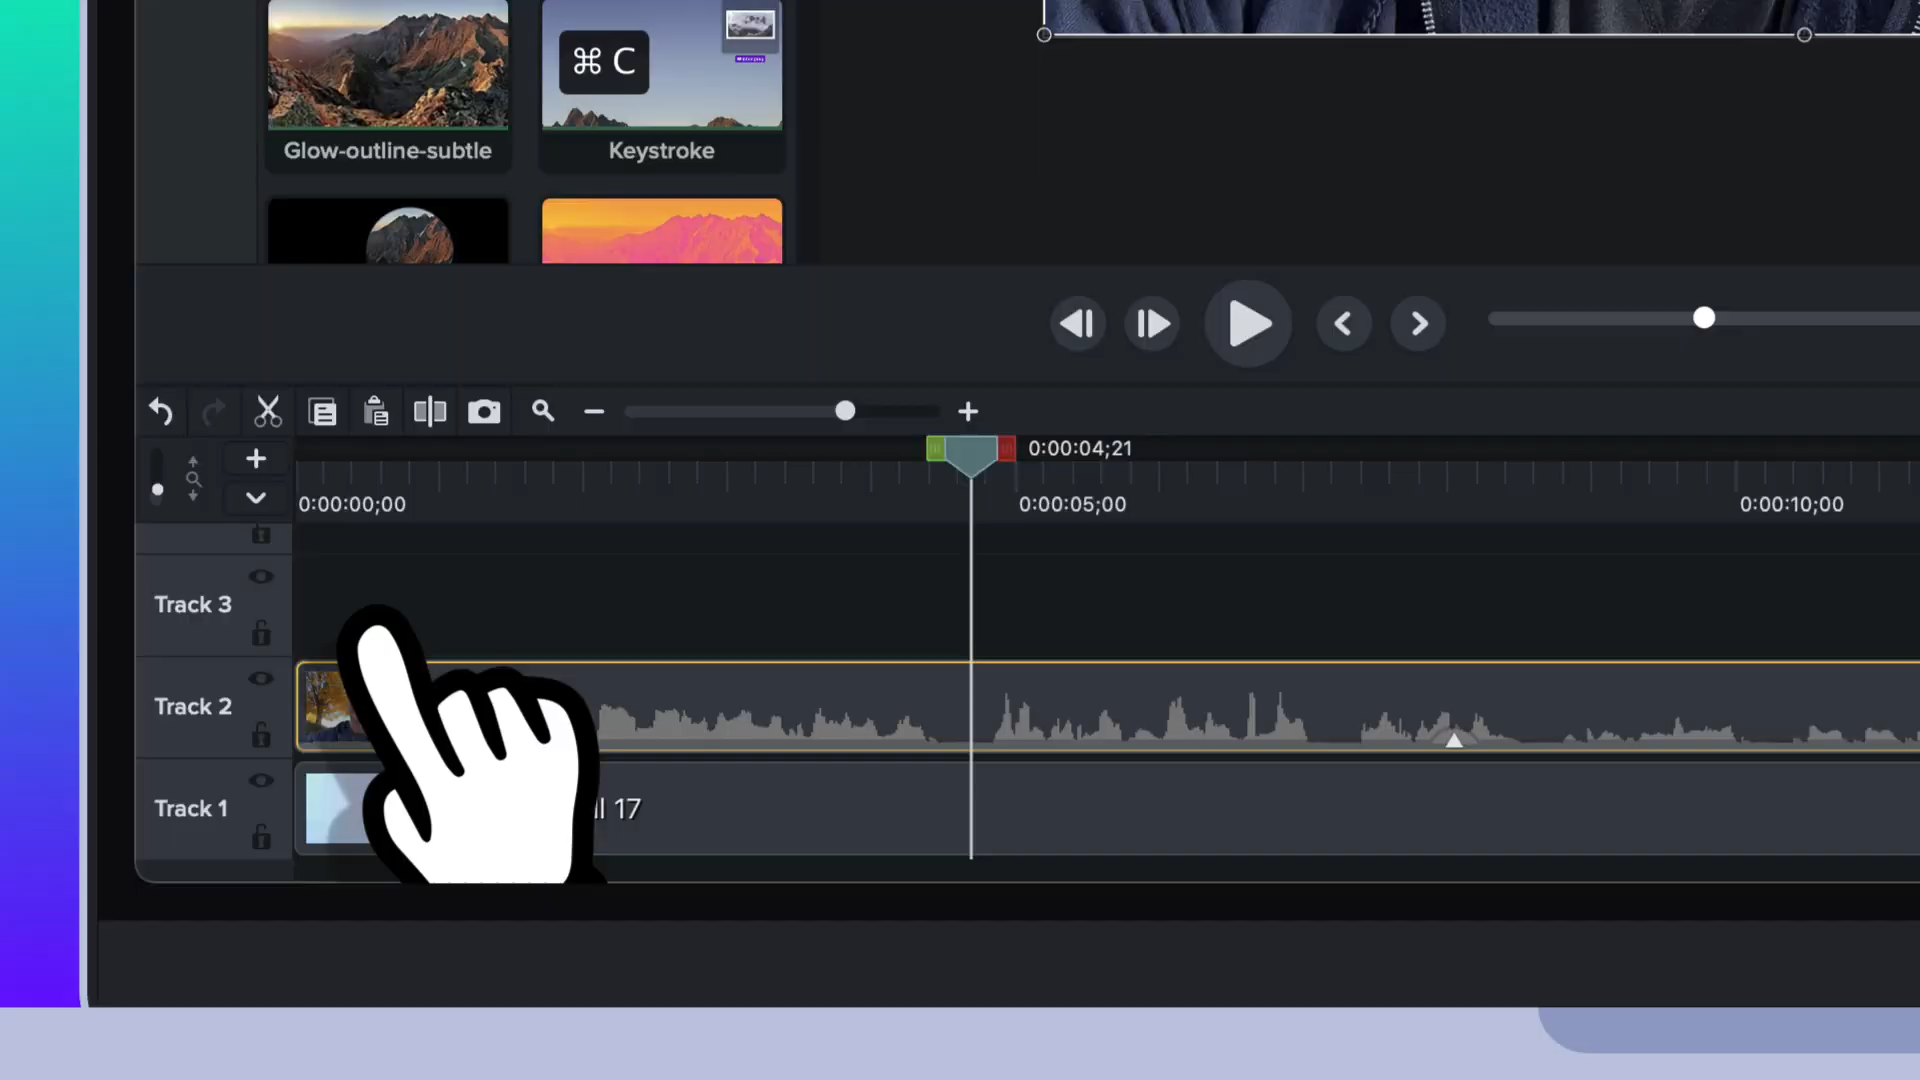 ⌘ C
Glow-outline-subtle
Keystroke
0:00:04;21
0:00:00;00
0:00:05;00
0:00:10;00
Track 3
Track 2
Track 1
17